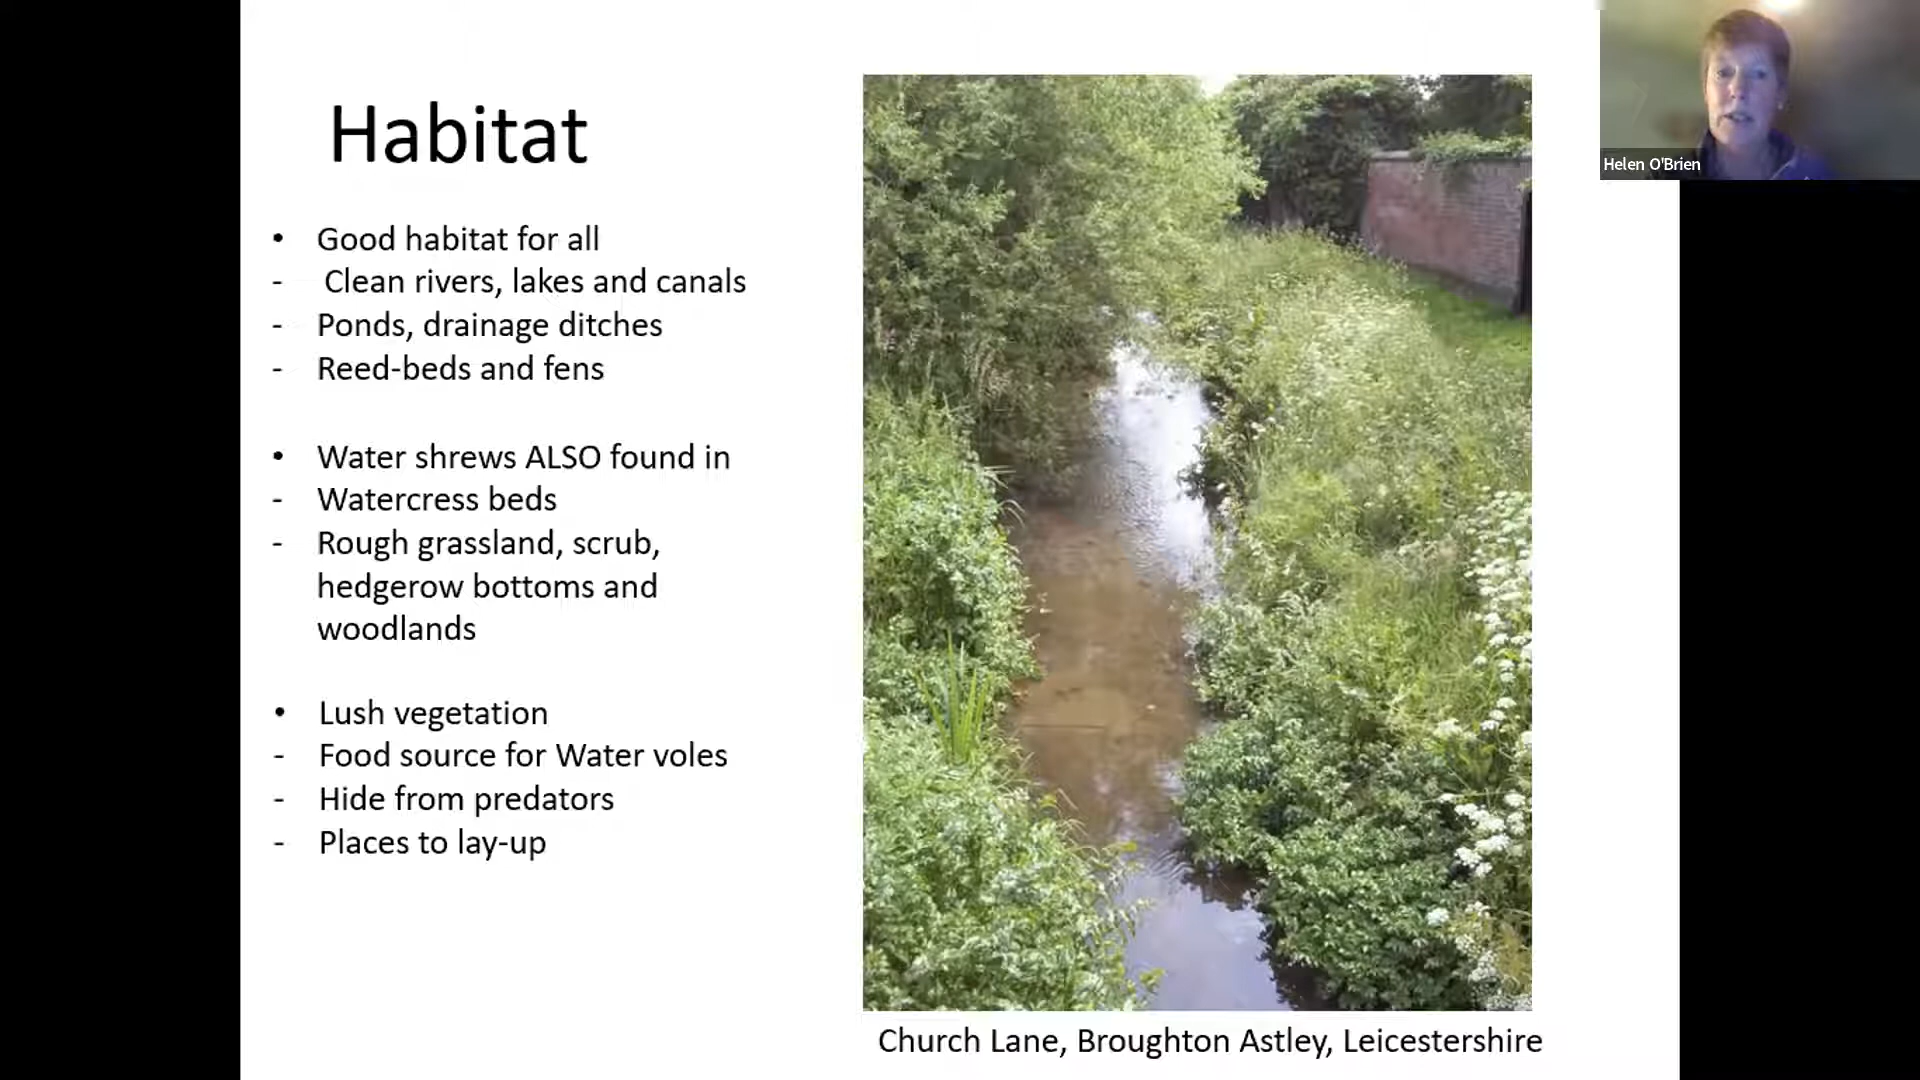 Habitat
• Good habitat for all
- Clean rivers, lakes and canals
- Ponds, drainage ditches
- Reed-beds and fens
• Water shrews ALSO found in
- Watercress beds
- Rough grassland, scrub,
hedgerow bottoms and
woodlands
• Lush vegetation
- Food source for Water voles
- Hide from predators
- Places to lay-up
Church Lane, Broughton Astley, Leicestershire
Helen O'Brien